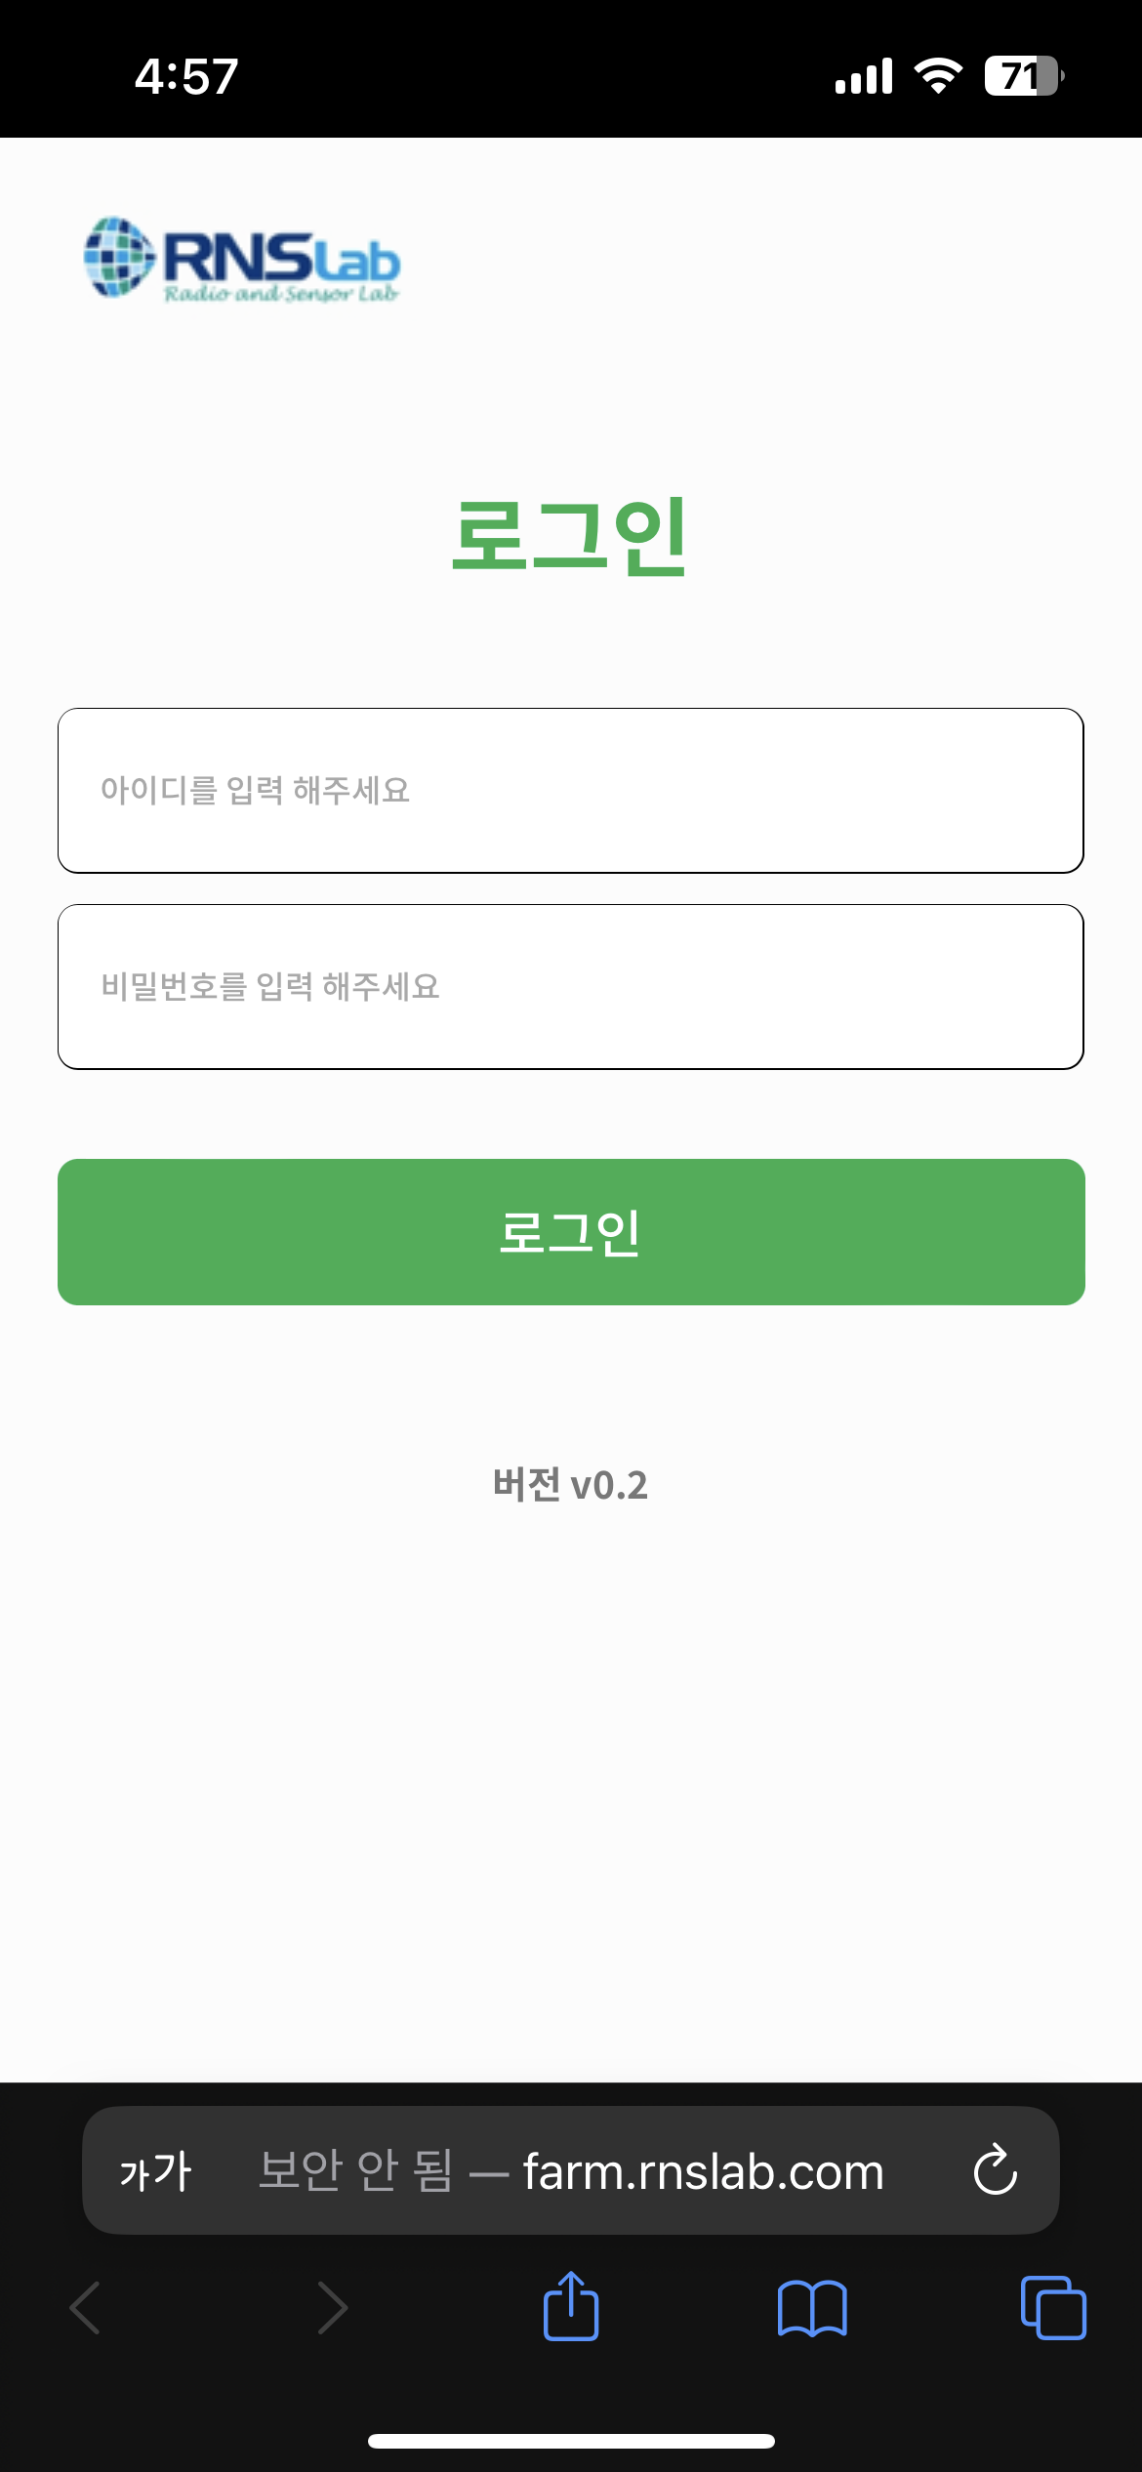 4:57
71
RNSLab
Radio and Sensor Lab
로그인
아이디를 입력 해주세요
비밀번호를 입력 해주세요
로그인
버전 v0.2
가가 보안 안 됨 — farm.rnslab.com